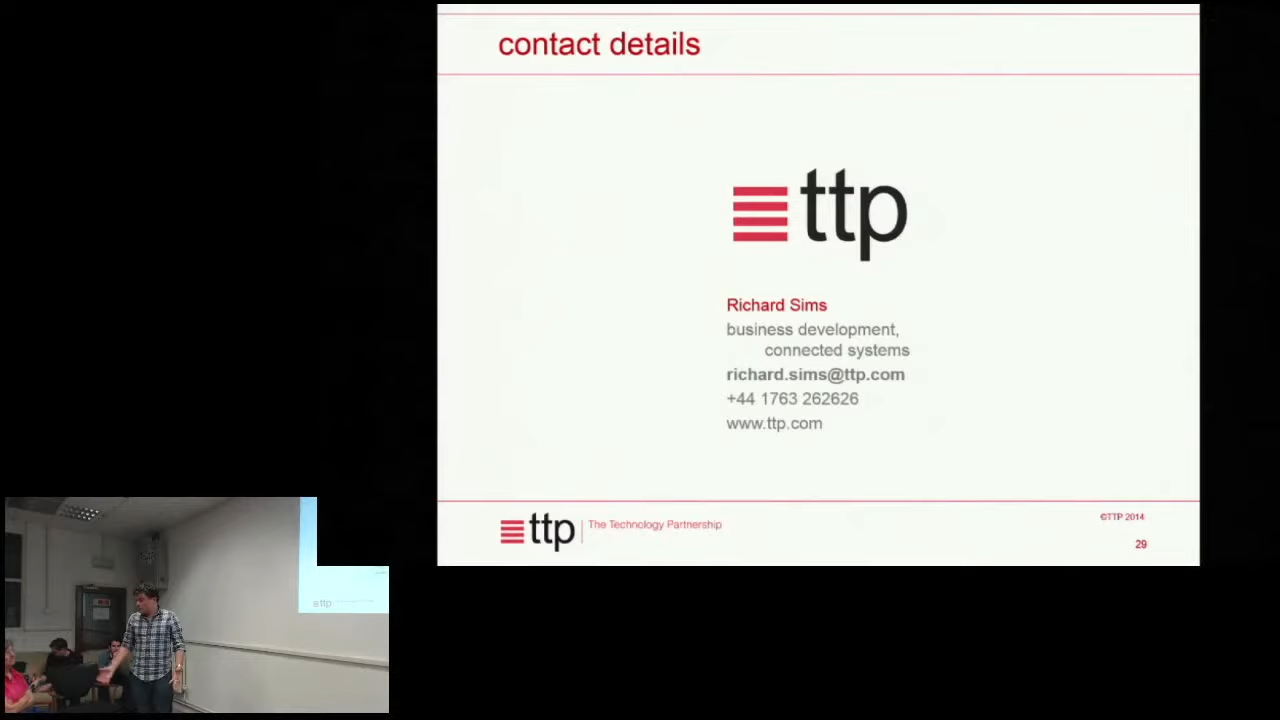 contact details
ttp
Richard Sims
business development,
connected systems
richard.sims@ttp.com
+44 1763 262626
www.ttp.com
ttp
The Technology Partnership
©TTP 2014
29
ttp